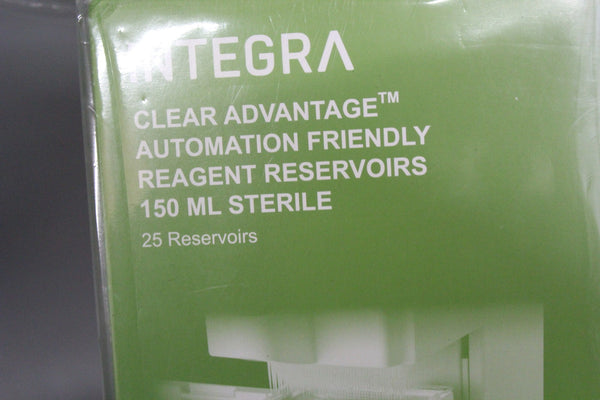 INTEGRA
CLEAR ADVANTAGE™
AUTOMATION FRIENDLY
REAGENT RESERVOIRS
150 ML STERILE
25 Reservoirs